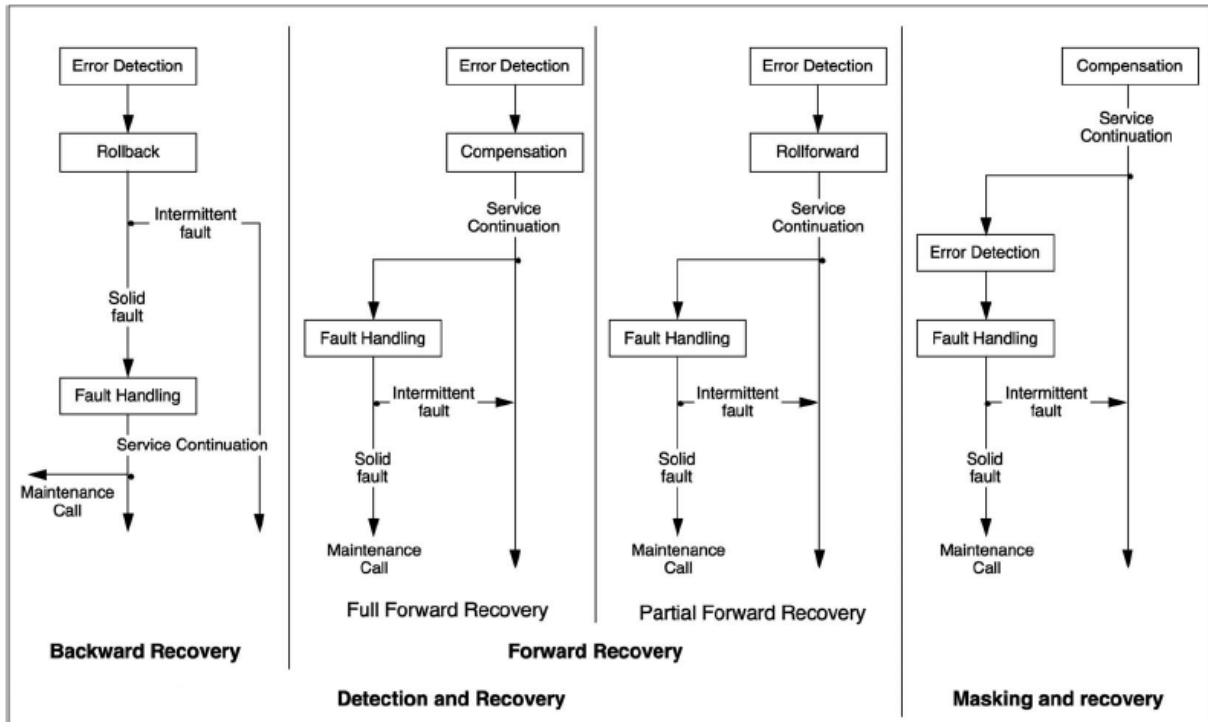 Error Detection
Rollback
Intermittent
fault
Solid
fault
Fault Handling
Service Continuation
Maintenance
Call
Backward Recovery
Error Detection
Compensation
Service
Continuation
Fault Handling
Intermittent
fault
Solid
fault
Maintenance
Call
Full Forward Recovery
Error Detection
Rollforward
Service
Continuation
Fault Handling
Intermittent
fault
Solid
fault
Maintenance
Call
Partial Forward Recovery
Forward Recovery
Detection and Recovery
Compensation
Service
Continuation
Error Detection
Fault Handling
Intermittent
fault
Solid
fault
Maintenance
Call
Masking and recovery